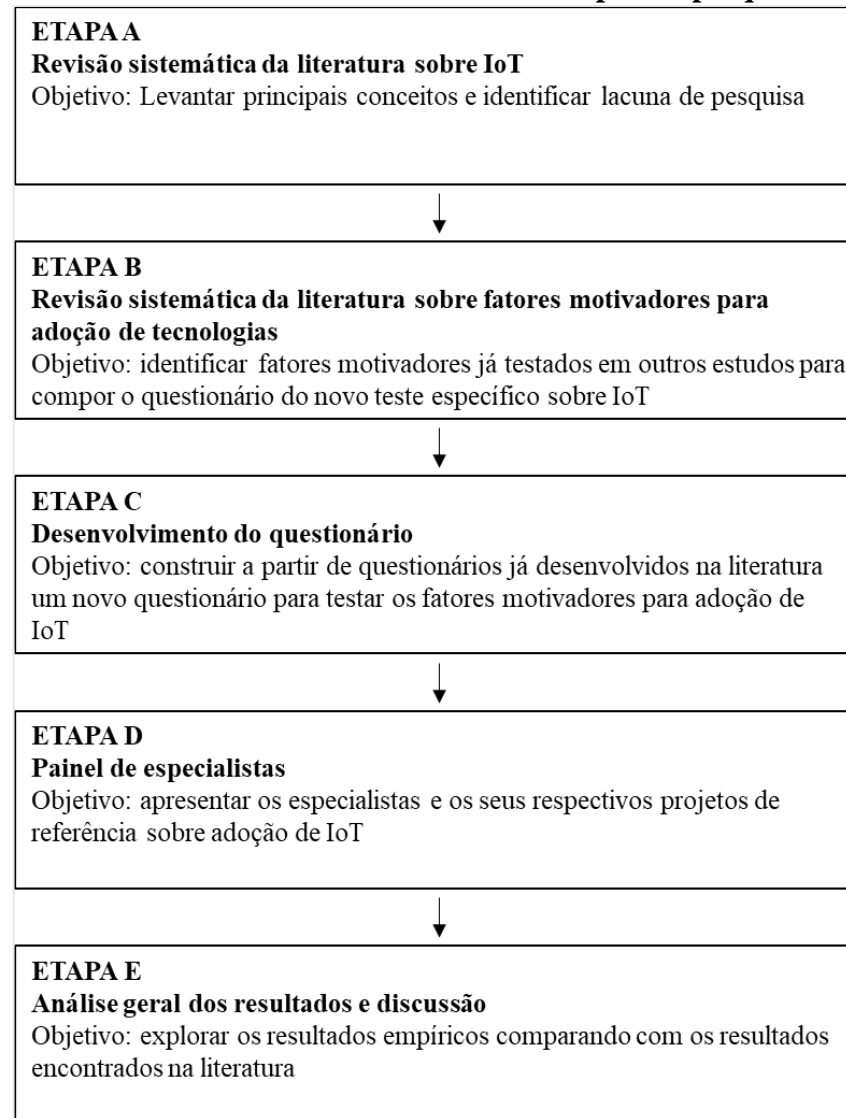 ETAPA A
Revisão sistemática da literatura sobre IoT
Objetivo: Levantar principais conceitos e identificar lacuna de pesquisa
ETAPA B
Revisão sistemática da literatura sobre fatores motivadores para
adoção de tecnologias
Objetivo: identificar fatores motivadores já testados em outros estudos para
compor o questionário do novo teste específico sobre IoT
ETAPA C
Desenvolvimento do questionário
Objetivo: construir a partir de questionários já desenvolvidos na literatura
um novo questionário para testar os fatores motivadores para adoção de
IoT
ETAPA D
Painel de especialistas
Objetivo: apresentar os especialistas e os seus respectivos projetos de
referência sobre adoção de IoT
ETAPA E
Análise geral dos resultados e discussão
Objetivo: explorar os resultados empíricos comparando com os resultados
encontrados na literatura